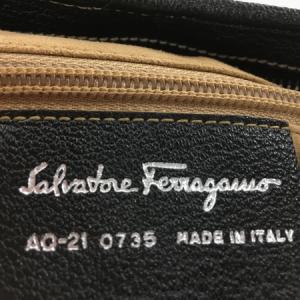 Salvatore Ferragamo
AQ-21 0735 MADE IN ITALY